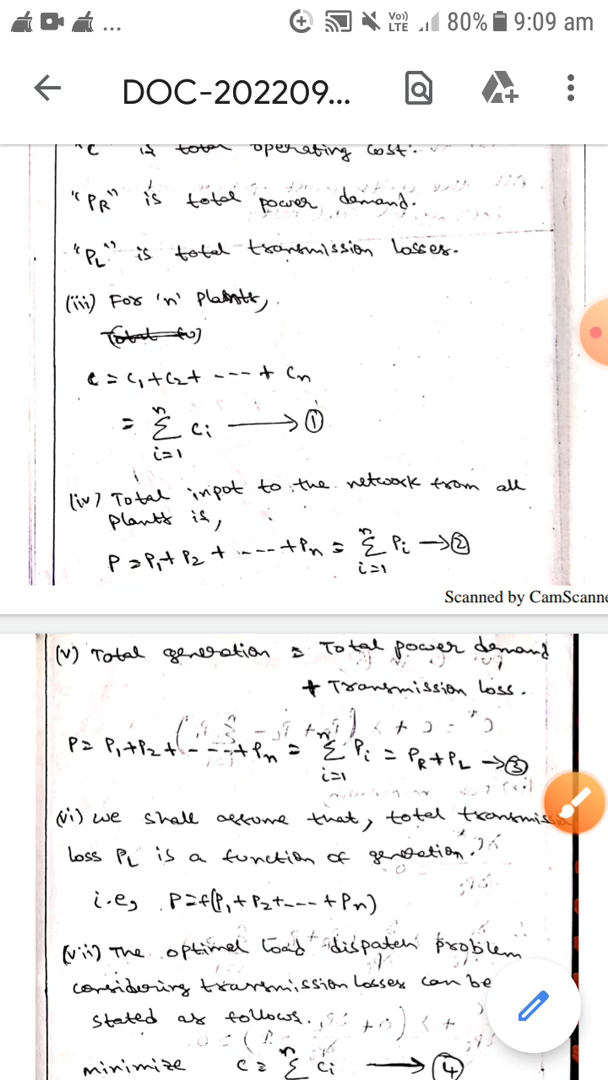 Vo)) LTE 80% 9:09 am
DOC-202209...
"C" is total operating cost.
"PR" is total power demand.
"PL" is total transmission losses.
(iii) For 'n' Plants,
C = C1 + C2 + --- + Cn
= n Σ i=1 Ci → ①
(iv) Total input to the network from all
plants is,
P = P1 + P2 + ---- + Pn = n Σ i=1 Pi → ②
Scanned by CamScanne
(v) Total generation = Total power demand
+ Transmission loss.
P = P1 + P2 + - - - + Pn = n Σ i=1 Pi = PR + PL → ③
(vi) we shall assume that, total transmiss
loss PL is a function of generation.
i.e, P = f(P1 + P2 + --- + Pn)
(vii) The optimal load dispatch problem
considering transmission losses can be
stated as follows.
minimize C = n Σ Ci → ④